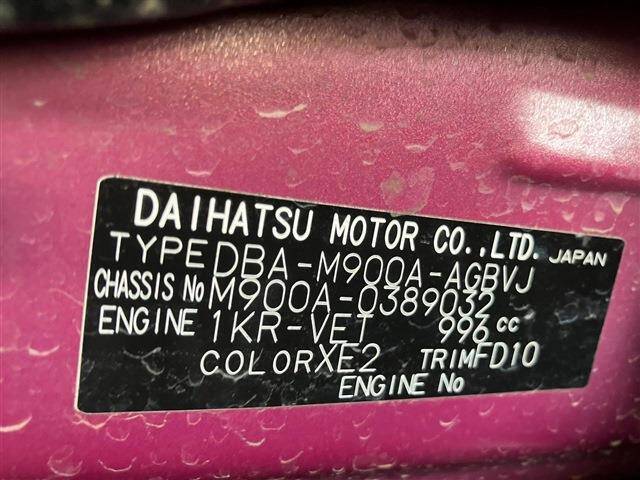 DAIHATSU MOTOR CO.,LTD. JAPAN
TYPE DBA-M900A-AGBVJ
CHASSIS No M900A-0389032
ENGINE 1KR-VET 996cc
COLOR XE2 TRIM FD10
ENGINE No